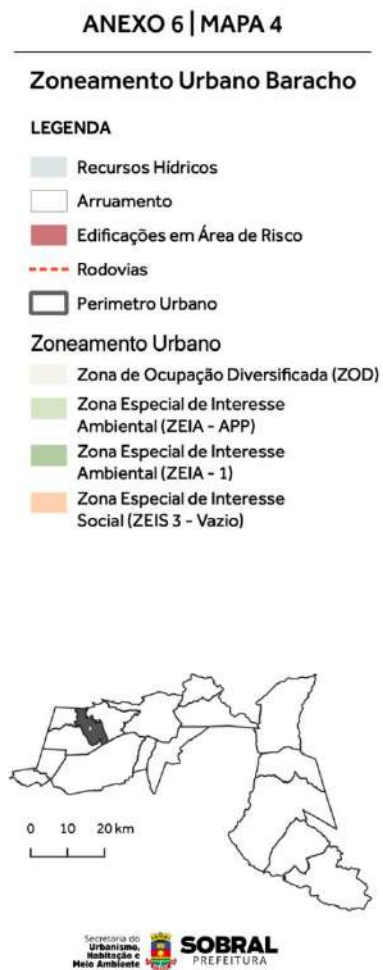 ANEXO 6 | MAPA 4
Zoneamento Urbano Baracho
LEGENDA
Recursos Hídricos
Arruamento
Edificações em Área de Risco
Rodovias
Perimetro Urbano
Zoneamento Urbano
Zona de Ocupação Diversificada (ZOD)
Zona Especial de Interesse
Ambiental (ZEIA - APP)
Zona Especial de Interesse
Ambiental (ZEIA - 1)
Zona Especial de Interesse
Social (ZEIS 3 - Vazio)
0 10 20 km
Secretaria do
Urbanismo,
Habitação e
Meio Ambiente
SOBRAL
PREFEITURA